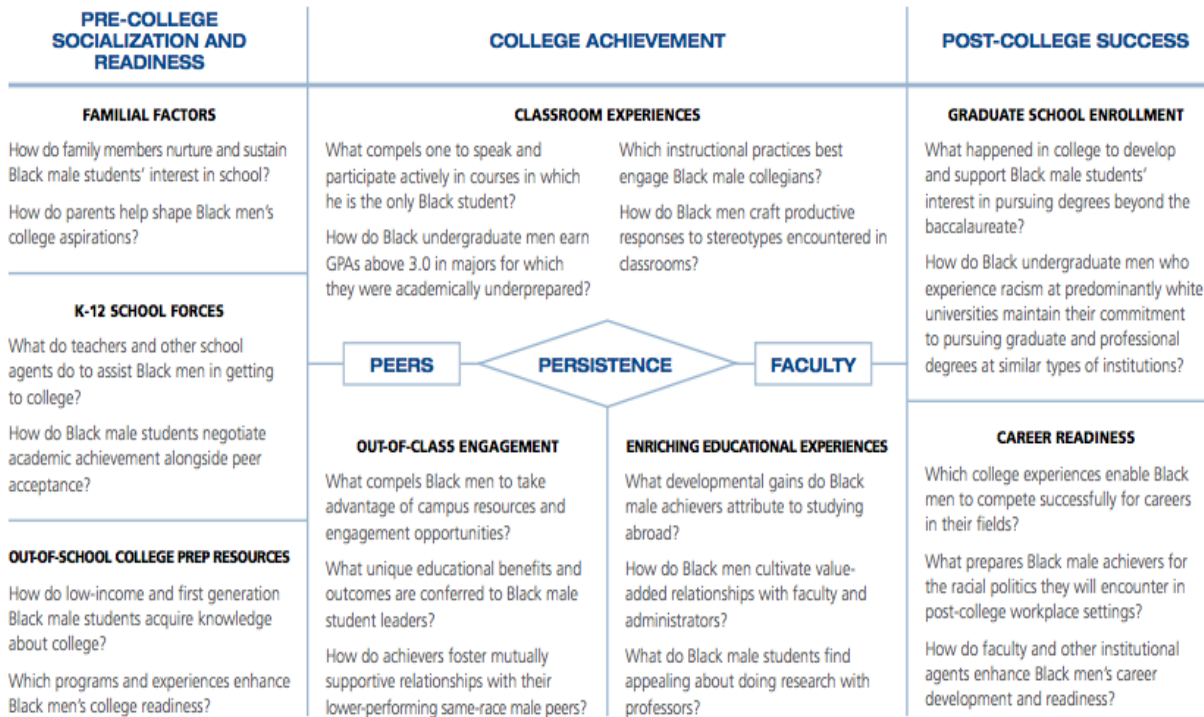 PRE-COLLEGE
SOCIALIZATION AND
READINESS
FAMILIAL FACTORS
How do family members nurture and sustain
Black male students' interest in school?
How do parents help shape Black men's
college aspirations?
K-12 SCHOOL FORCES
What do teachers and other school
agents do to assist Black men in getting
to college?
How do Black male students negotiate
academic achievement alongside peer
acceptance?
OUT-OF-SCHOOL COLLEGE PREP RESOURCES
How do low-income and first generation
Black male students acquire knowledge
about college?
Which programs and experiences enhance
Black men's college readiness?
COLLEGE ACHIEVEMENT
CLASSROOM EXPERIENCES
What compels one to speak and
participate actively in courses in which
he is the only Black student?
How do Black undergraduate men earn
GPAs above 3.0 in majors for which
they were academically underprepared?
Which instructional practices best
engage Black male collegians?
How do Black men craft productive
responses to stereotypes encountered in
classrooms?
PEERS
PERSISTENCE
FACULTY
OUT-OF-CLASS ENGAGEMENT
What compels Black men to take
advantage of campus resources and
engagement opportunities?
What unique educational benefits and
outcomes are conferred to Black male
student leaders?
How do achievers foster mutually
supportive relationships with their
lower-performing same-race male peers?
ENRICHING EDUCATIONAL EXPERIENCES
What developmental gains do Black
male achievers attribute to studying
abroad?
How do Black men cultivate value-
added relationships with faculty and
administrators?
What do Black male students find
appealing about doing research with
professors?
POST-COLLEGE SUCCESS
GRADUATE SCHOOL ENROLLMENT
What happened in college to develop
and support Black male students'
interest in pursuing degrees beyond the
baccalaureate?
How do Black undergraduate men who
experience racism at predominantly white
universities maintain their commitment
to pursuing graduate and professional
degrees at similar types of institutions?
CAREER READINESS
Which college experiences enable Black
men to compete successfully for careers
in their fields?
What prepares Black male achievers for
the racial politics they will encounter in
post-college workplace settings?
How do faculty and other institutional
agents enhance Black men's career
development and readiness?